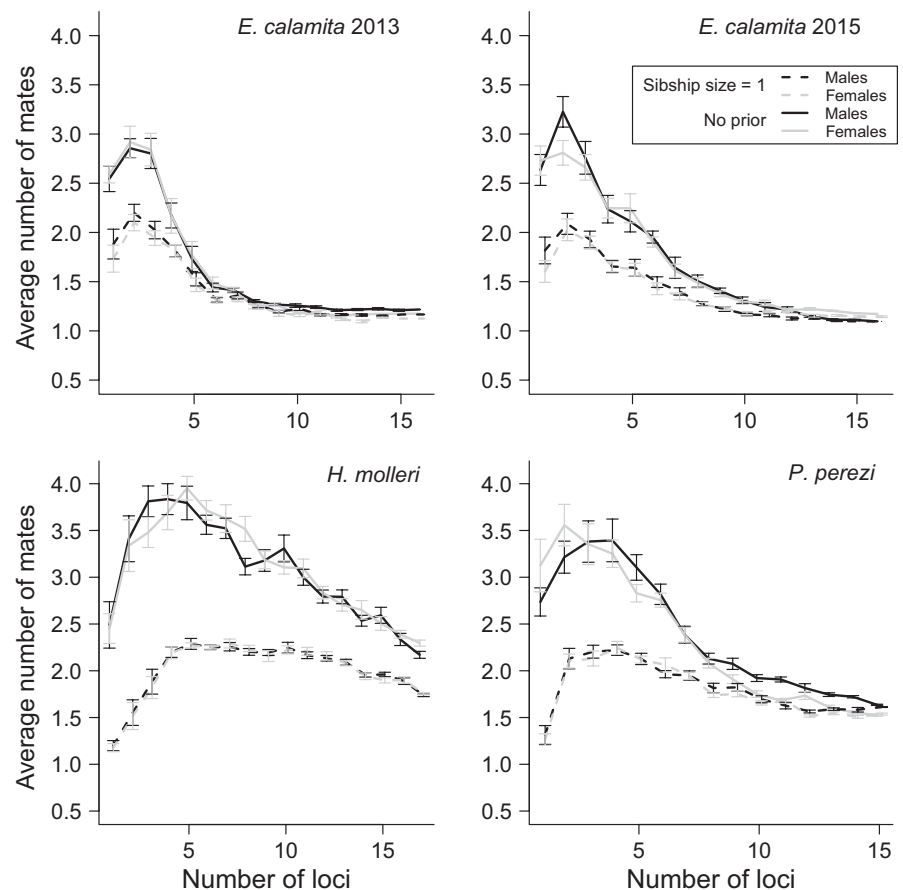 E. calamita 2013
4.0
3.5
3.0
2.5
2.0
1.5
1.0
0.5
Average number of mates
5 10 15
E. calamita 2015
Sibship size = 1
Males
Females
No prior
Males
Females
4.0
3.5
3.0
2.5
2.0
1.5
1.0
0.5
5 10 15
H. molleri
4.0
3.5
3.0
2.5
2.0
1.5
1.0
0.5
Average number of mates
5 10 15
Number of loci
P. perezi
4.0
3.5
3.0
2.5
2.0
1.5
1.0
0.5
5 10 15
Number of loci